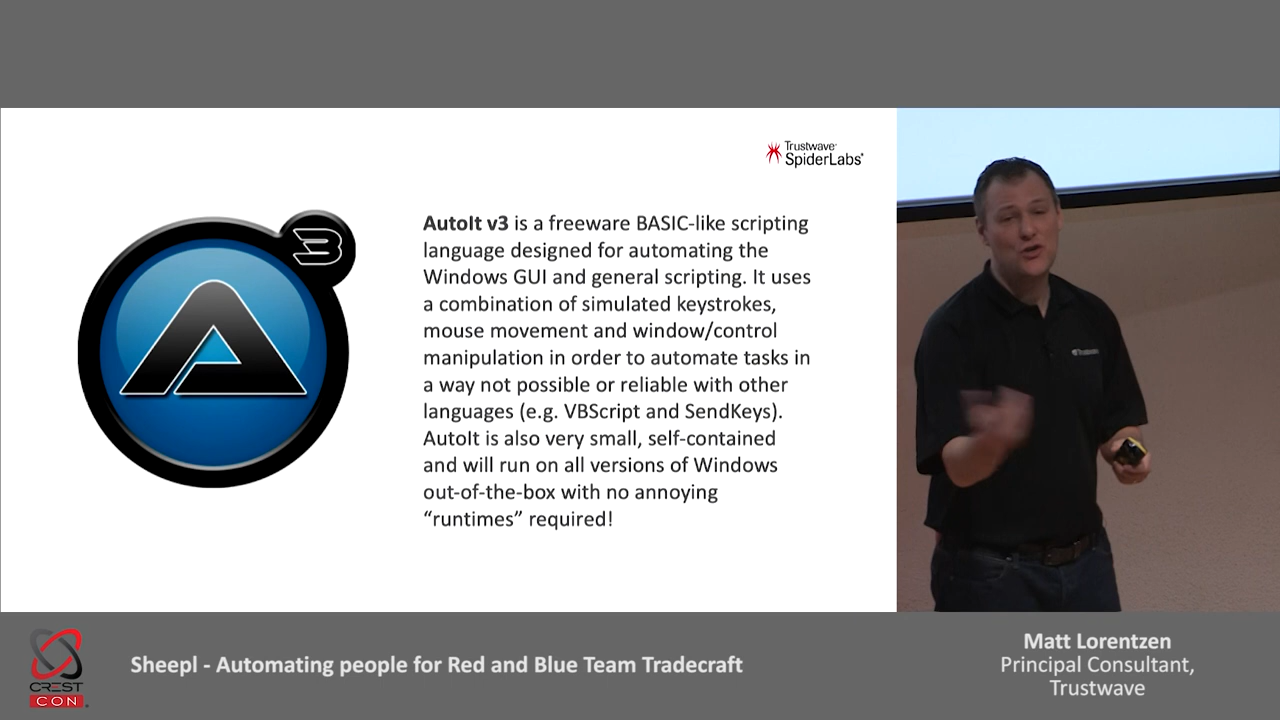 Trustwave
SpiderLabs
3
AutoIt v3 is a freeware BASIC-like scripting
language designed for automating the
Windows GUI and general scripting. It uses
a combination of simulated keystrokes,
mouse movement and window/control
manipulation in order to automate tasks in
a way not possible or reliable with other
languages (e.g. VBScript and SendKeys).
AutoIt is also very small, self-contained
and will run on all versions of Windows
out-of-the-box with no annoying
“runtimes” required!
Trustwave
CREST
CON
Sheepl - Automating people for Red and Blue Team Tradecraft
Matt Lorentzen
Principal Consultant,
Trustwave